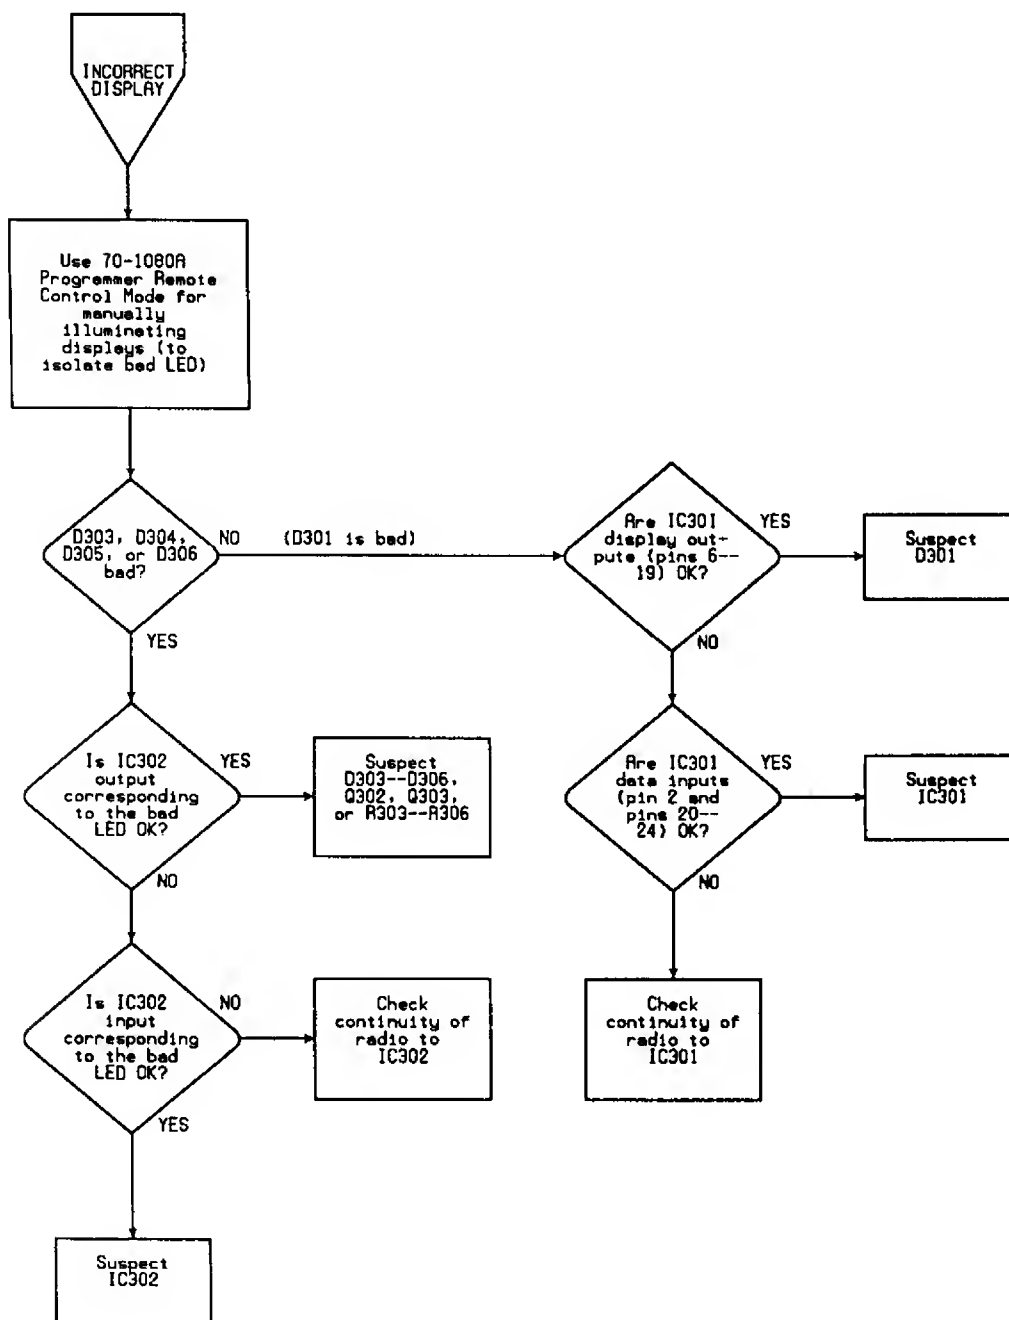 INCORRECT
DISPLAY
Use 70-1080A
Programmer Remote
Control Mode for
manually
illuminating
displays (to
isolate bad LED)
D303, D304,
D305, or D306
bad?
NO
(D301 is bad)
YES
Is IC302
output
corresponding
to the bad
LED OK?
YES
Suspect
D303--D306,
Q302, Q303,
or R303--R306
NO
Is IC302
input
corresponding
to the bad
LED OK?
NO
Check
continuity of
radio to
IC302
YES
Suspect
IC302
Are IC301
display out-
puts (pins 6--
19) OK?
YES
Suspect
D301
NO
Are IC301
data inputs
(pin 2 and
pins 20--
24) OK?
YES
Suspect
IC301
NO
Check
continuity of
radio to
IC301